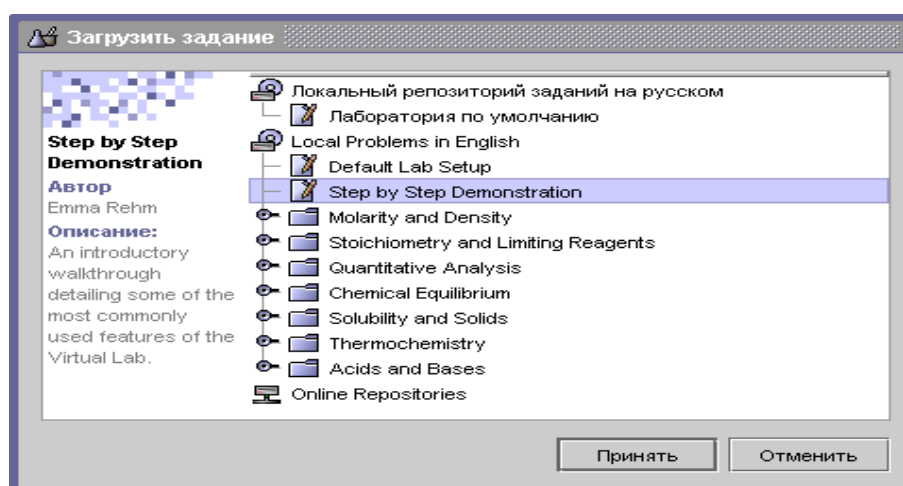 Загрузить задание
Step by Step
Demonstration
Автор
Emma Rehm
Описание:
An introductory
walkthrough
detailing some of the
most commonly
used features of the
Virtual Lab.
Локальный репозиторий заданий на русском
Лаборатория по умолчанию
Local Problems in English
Default Lab Setup
Step by Step Demonstration
Molarity and Density
Stoichiometry and Limiting Reagents
Quantitative Analysis
Chemical Equilibrium
Solubility and Solids
Thermochemistry
Acids and Bases
Online Repositories
Принять
Отменить